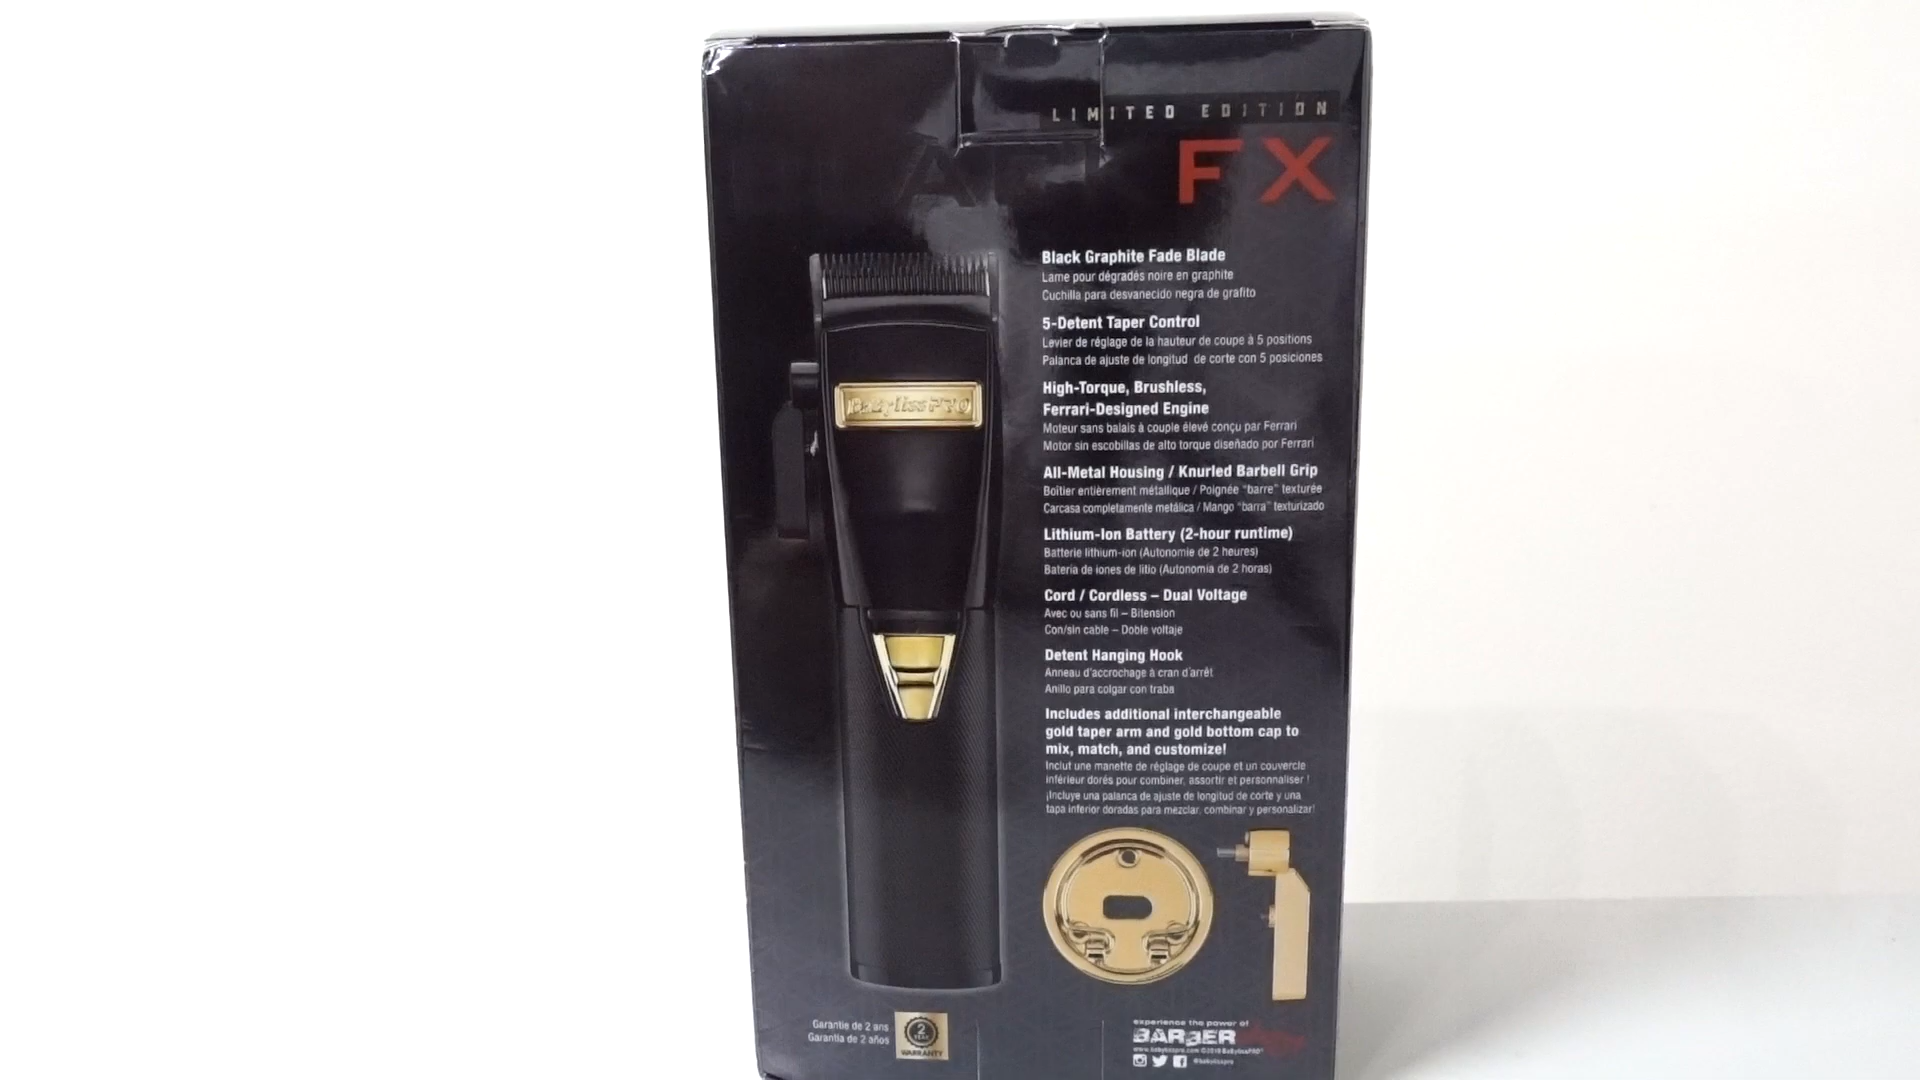 LIMITED EDITION
FX
BaBylissPRO
Black Graphite Fade Blade
Lame pour dégradés noire en graphite
Cuchilla para desvanecido negra de grafito
5-Detent Taper Control
Levier de réglage de la hauteur de coupe à 5 positions
Palanca de ajuste de longitud de corte con 5 posiciones
High-Torque, Brushless,
Ferrari-Designed Engine
Moteur sans balais à couple élevé conçu par Ferrari
Motor sin escobillas de alto torque diseñado por Ferrari
All-Metal Housing / Knurled Barbell Grip
Boîtier entièrement métallique / Poignée "barre" texturée
Carcasa completamente metálica / Mango "barra" texturizado
Lithium-Ion Battery (2-hour runtime)
Batterie lithium-ion (Autonomie de 2 heures)
Batería de iones de litio (Autonomía de 2 horas)
Cord / Cordless – Dual Voltage
Avec ou sans fil – Bitension
Con/sin cable – Doble voltaje
Detent Hanging Hook
Anneau d'accrochage à cran d'arrêt
Anillo para colgar con traba
Includes additional interchangeable
gold taper arm and gold bottom cap to
mix, match, and customize!
Inclut une manette de réglage de coupe et un couvercle
inférieur dorés pour combiner, assortir et personnaliser !
¡Incluye una palanca de ajuste de longitud de corte y una
tapa inferior doradas para mezclar, combinar y personalizar!
Garantie de 2 ans
Garantía de 2 años
2
YEAR
WARRANTY
experience the power of
BARBER
www.babylisspro.com ©2019 BaBylissPRO®
@babylisspro